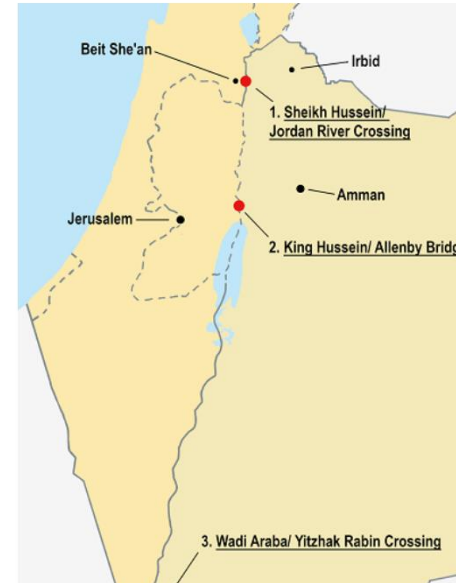 Beit She'an
Irbid
1. Sheikh Hussein/
Jordan River Crossing
Amman
Jerusalem
2. King Hussein/ Allenby Bridg
3. Wadi Araba/ Yitzhak Rabin Crossing